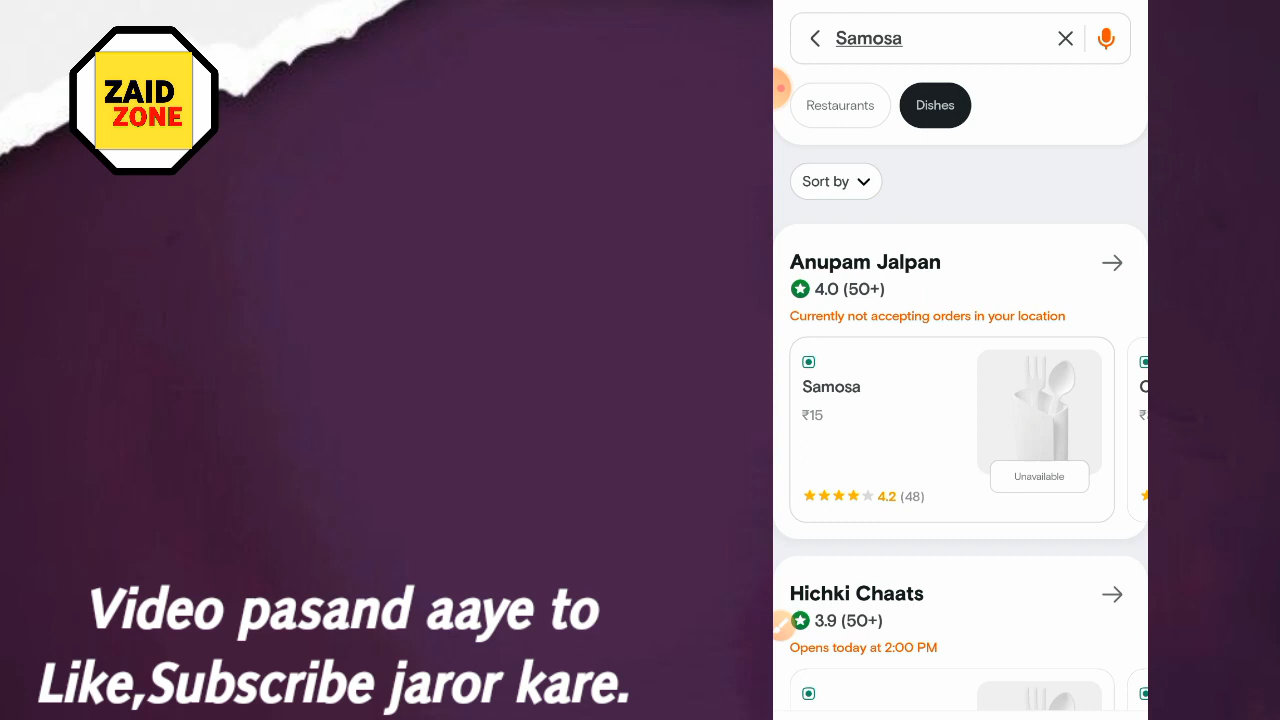 ZAID
ZONE
Video pasand aaye to
Like,Subscribe jaror kare.
Samosa
Restaurants
Dishes
Sort by
Anupam Jalpan
4.0 (50+)
Currently not accepting orders in your location
Samosa
₹15
Unavailable
4.2 (48)
C
₹
Hichki Chaats
3.9 (50+)
Opens today at 2:00 PM